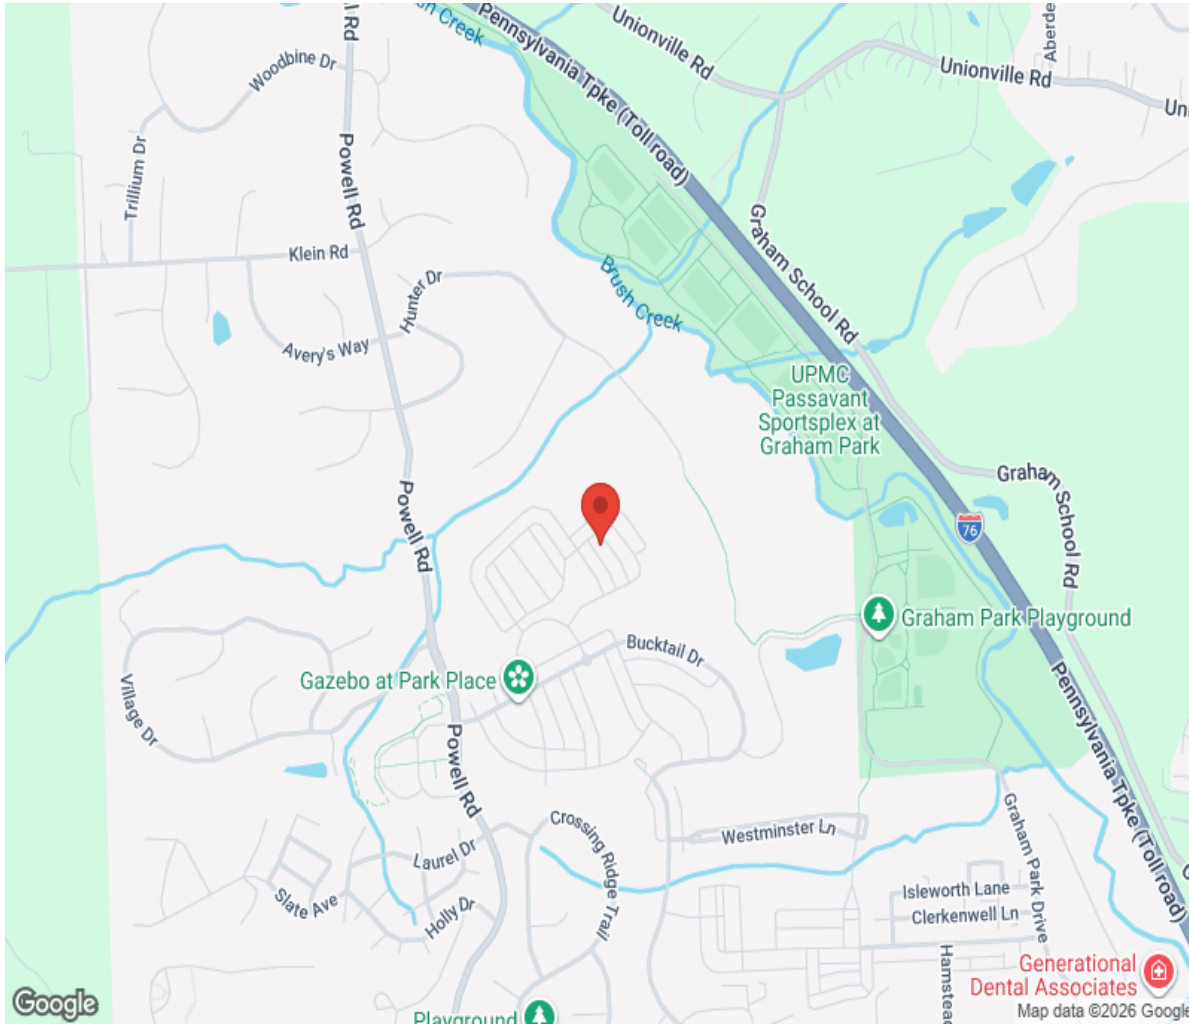 l Rd
sh Creek
Pennsylvania Tpke (Toll road)
Unionville Rd
Aberde
Unionville Rd
Uni
Woodbine Dr
Trillium Dr
Powell Rd
Klein Rd
Hunter Dr
Avery's Way
Brush Creek
Graham School Rd
UPMC
Passavant
Sportsplex at
Graham Park
Graham School Rd
76
Powell Rd
Graham Park Playground
Bucktail Dr
Gazebo at Park Place
Village Dr
Powell Rd
Pennsylvania Tpke (Toll road)
Crossing Ridge Trail
Westminster Ln
Graham Park Drive
Laurel Dr
Slate Ave
Holly Dr
Isleworth Lane
Clerkenwell Ln
Hamstead
Generational
Dental Associates
Playground
Google
Map data ©2026 Google